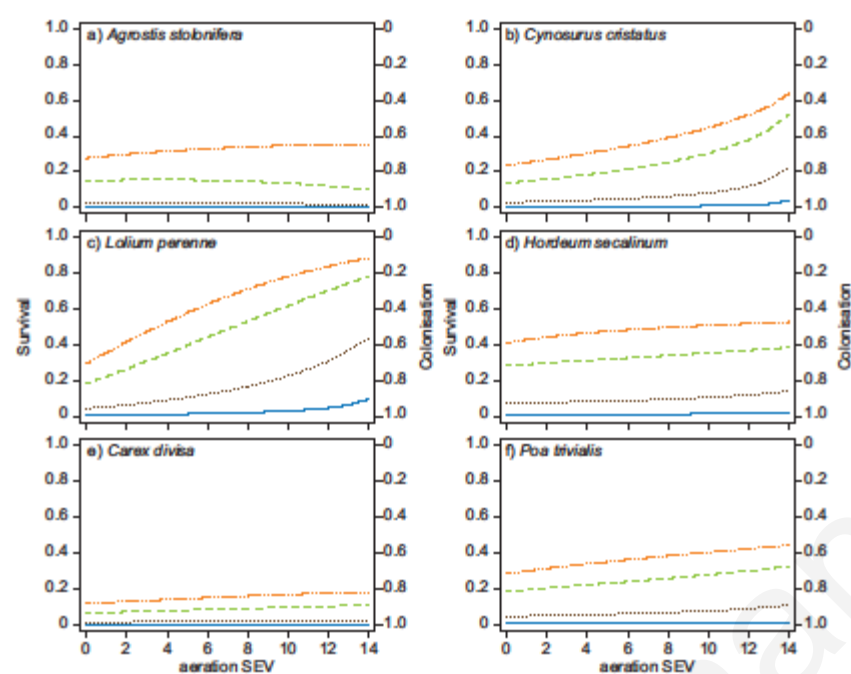 a) Agrostis stolonifera
1.0 0.8 0.6 0.4 0.2 0
0 0.2 0.4 0.6 0.8 1.0
b) Cynosurus cristatus
1.0 0.8 0.6 0.4 0.2 0
0 0.2 0.4 0.6 0.8 1.0
c) Lolium perenne
Survival
1.0 0.8 0.6 0.4 0.2 0
0 0.2 0.4 0.6 0.8 1.0
Colonisation
d) Hordeum secalinum
Survival
1.0 0.8 0.6 0.4 0.2 0
0 0.2 0.4 0.6 0.8 1.0
Colonisation
e) Carex divisa
1.0 0.8 0.6 0.4 0.2 0
0 0.2 0.4 0.6 0.8 1.0
0 2 4 6 8 10 12 14
aeration SEV
f) Poa trivialis
1.0 0.8 0.6 0.4 0.2 0
0 0.2 0.4 0.6 0.8 1.0
0 2 4 6 8 10 12 14
aeration SEV